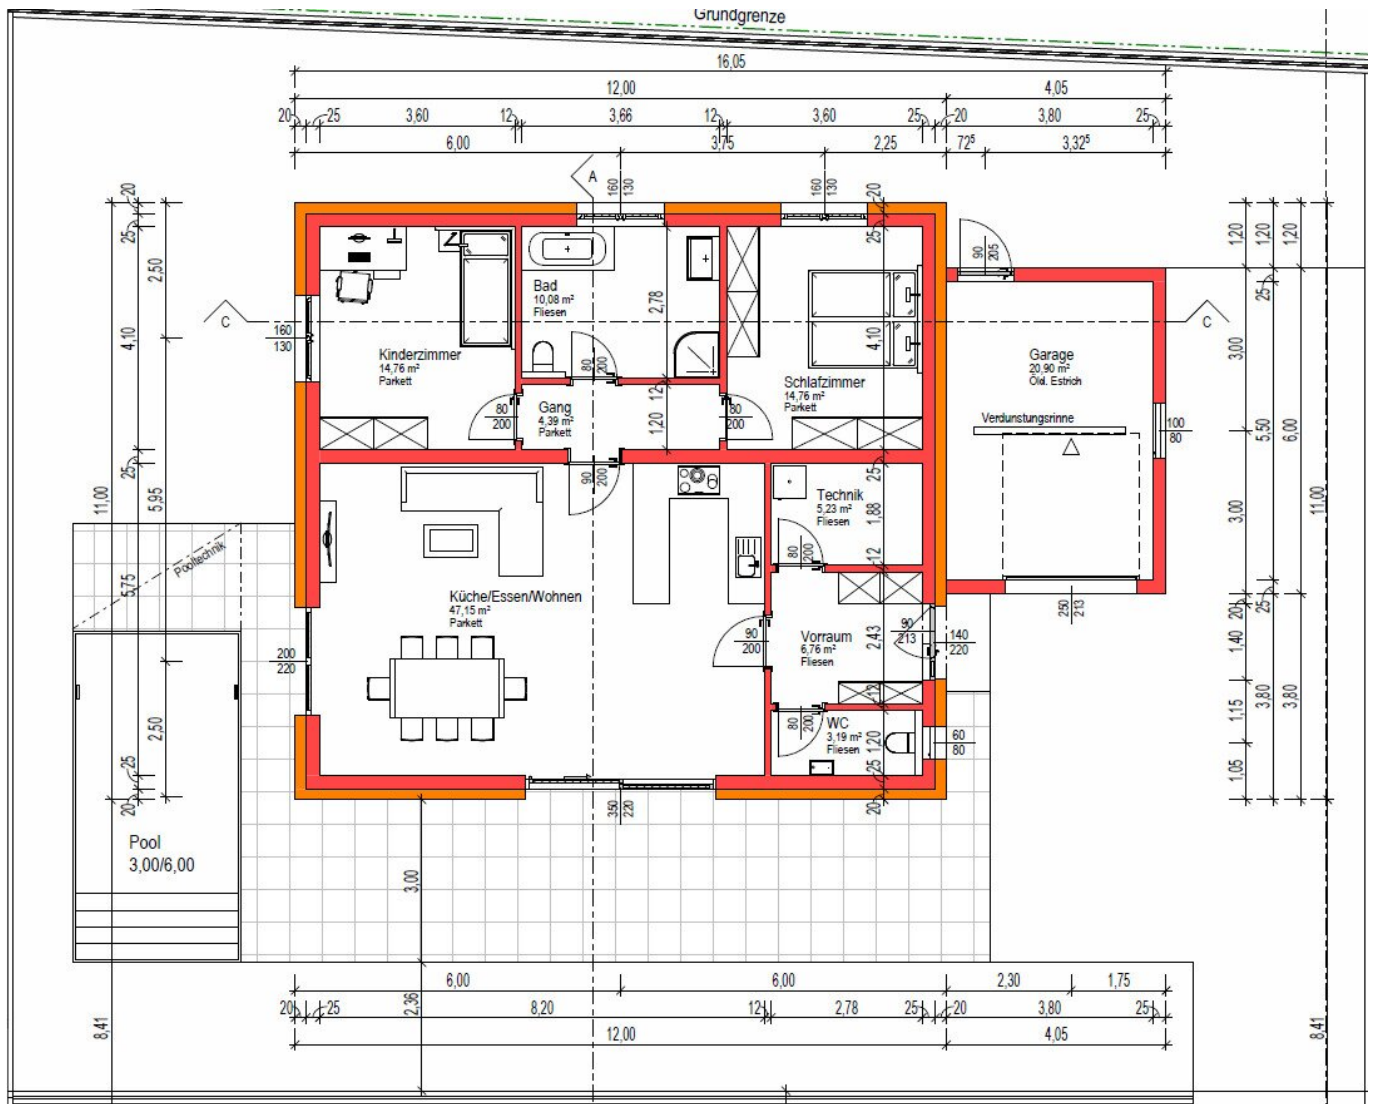 Grundgrenze
16,05
12,00
4,05
20 25 3,60 12 3,66 12 3,60 25 20 3,80 25
6,00 3,75 2,25 72⁵ 3,32⁵
A
160
130
160
130
20
25
2,50
4,10
11,00
25
5,95
5,75
2,50
25
20
8,41
C
160
130
Kinderzimmer
14,76 m²
Parkett
Bad
10,08 m²
Fliesen
2,78
80
200
80
200
Gang
4,39 m²
Parkett
12
1,20
80
200
90
200
20
25
4,10
Schlafzimmer
14,76 m²
Parkett
90
205
C
Garage
20,90 m²
Öld. Estrich
Verdunstungsrinne
100
80
250
213
Technik
5,23 m²
Fliesen
25
1,88
12
80
200
Küche/Essen/Wohnen
47,15 m²
Parkett
200
220
90
200
Vorraum
6,76 m²
Fliesen
2,43
12
90
213
140
220
80
200
WC
3,19 m²
Fliesen
1,20
25
20
60
80
350
220
Pooltechnik
Pool
3,00/6,00
3,00
2,36
1,20 1,20 1,20
25
3,00
5,50
6,00
11,00
3,00
20
25
1,40
1,15
3,80
3,80
1,05
8,41
6,00 6,00 2,30 1,75
20 25 8,20 12 2,78 25 20 3,80 25
12,00 4,05